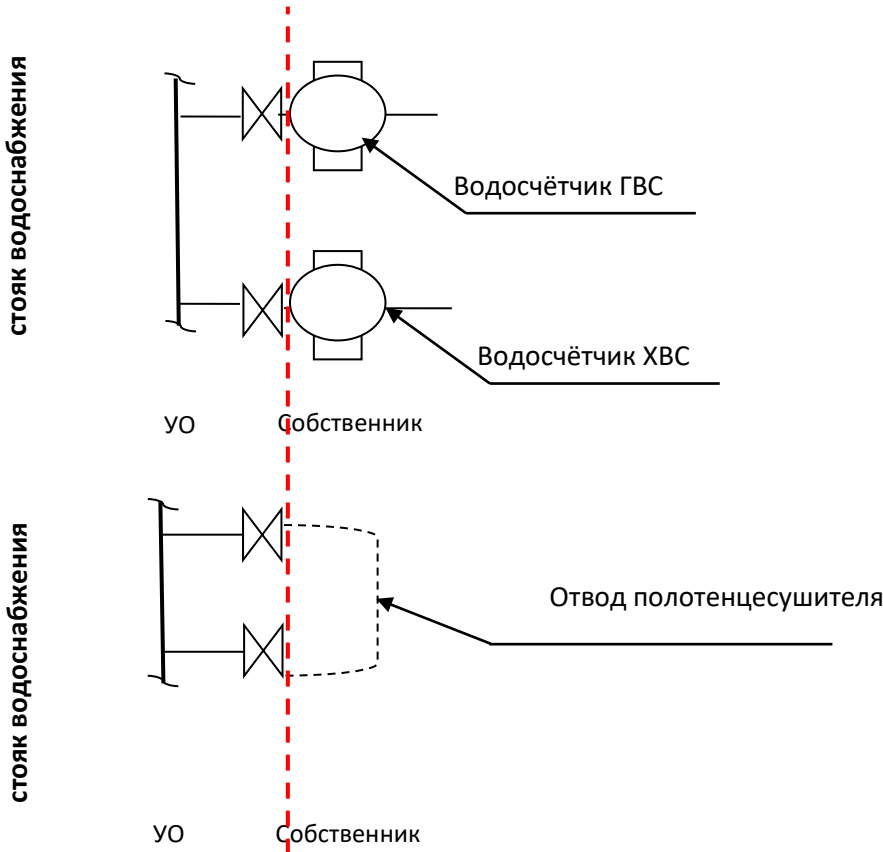 стояк водоснабжения
Водосчётчик ГВС
Водосчётчик ХВС
УО
Собственник
стояк водоснабжения
Отвод полотенцесушителя
УО
Собственник